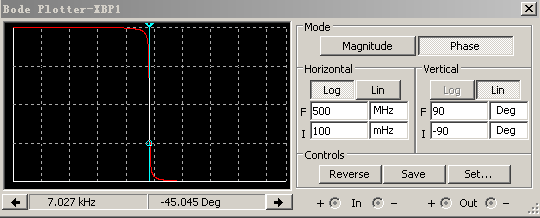 Bode Plotter-XBP1
Mode
Magnitude Phase
Horizontal Vertical
Log Lin Log Lin
F 500 MHz F 90 Deg
I 100 mHz I -90 Deg
Controls
Reverse Save Set...
7.027 kHz -45.045 Deg + In - + Out -